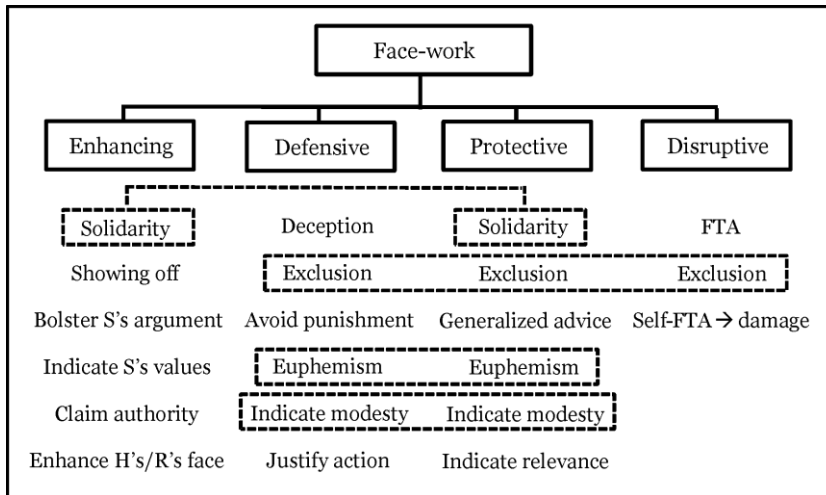 Face-work
Enhancing Defensive Protective Disruptive
Solidarity Deception Solidarity FTA
Showing off Exclusion Exclusion Exclusion
Bolster S's argument Avoid punishment Generalized advice Self-FTA → damage
Indicate S's values Euphemism Euphemism
Claim authority Indicate modesty Indicate modesty
Enhance H's/R's face Justify action Indicate relevance